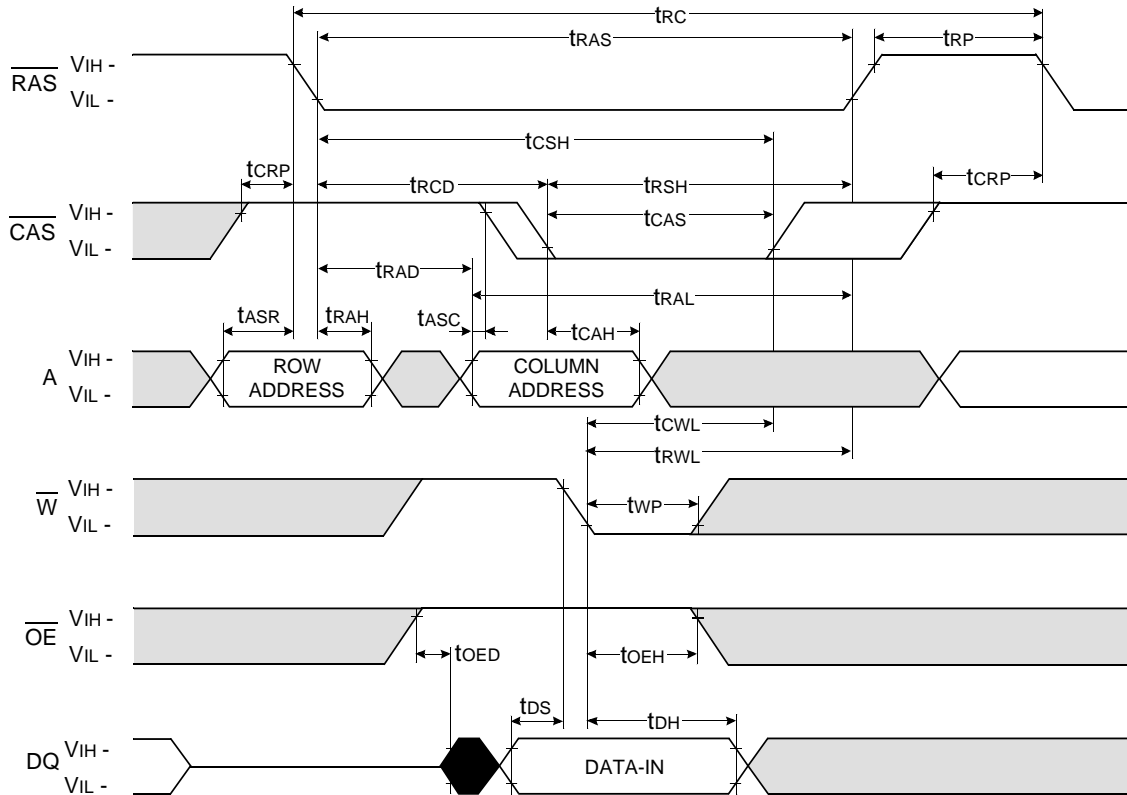 tRC
tRAS
tRP
RAS
VIH -
VIL -
tCSH
tCRP
tRCD
tRSH
tCRP
CAS
VIH -
VIL -
tCAS
tRAD
tRAL
tASR
tRAH
tASC
tCAH
A
VIH -
VIL -
ROW
ADDRESS
COLUMN
ADDRESS
tCWL
tRWL
W
VIH -
VIL -
tWP
OE
VIH -
VIL -
tOED
tOEH
tDS
tDH
DQ
VIH -
VIL -
DATA-IN